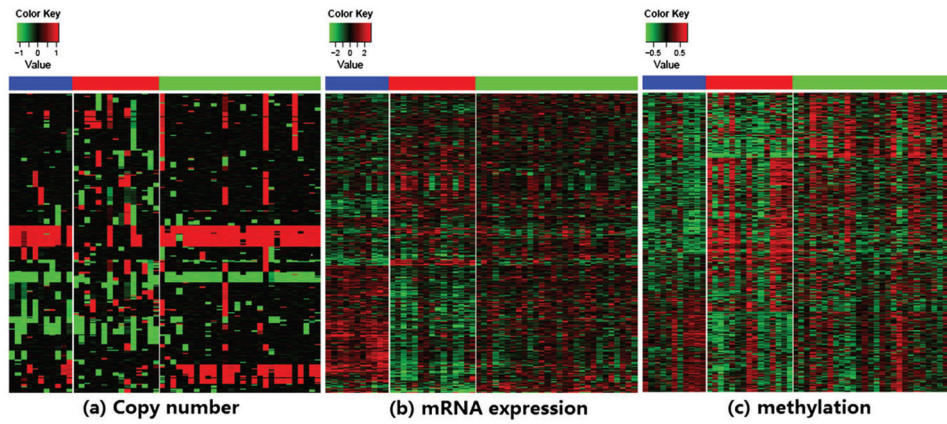 Color Key
-1 0 1
Value
Color Key
-2 0 2
Value
Color Key
-0.5 0.5
Value
(a) Copy number
(b) mRNA expression
(c) methylation